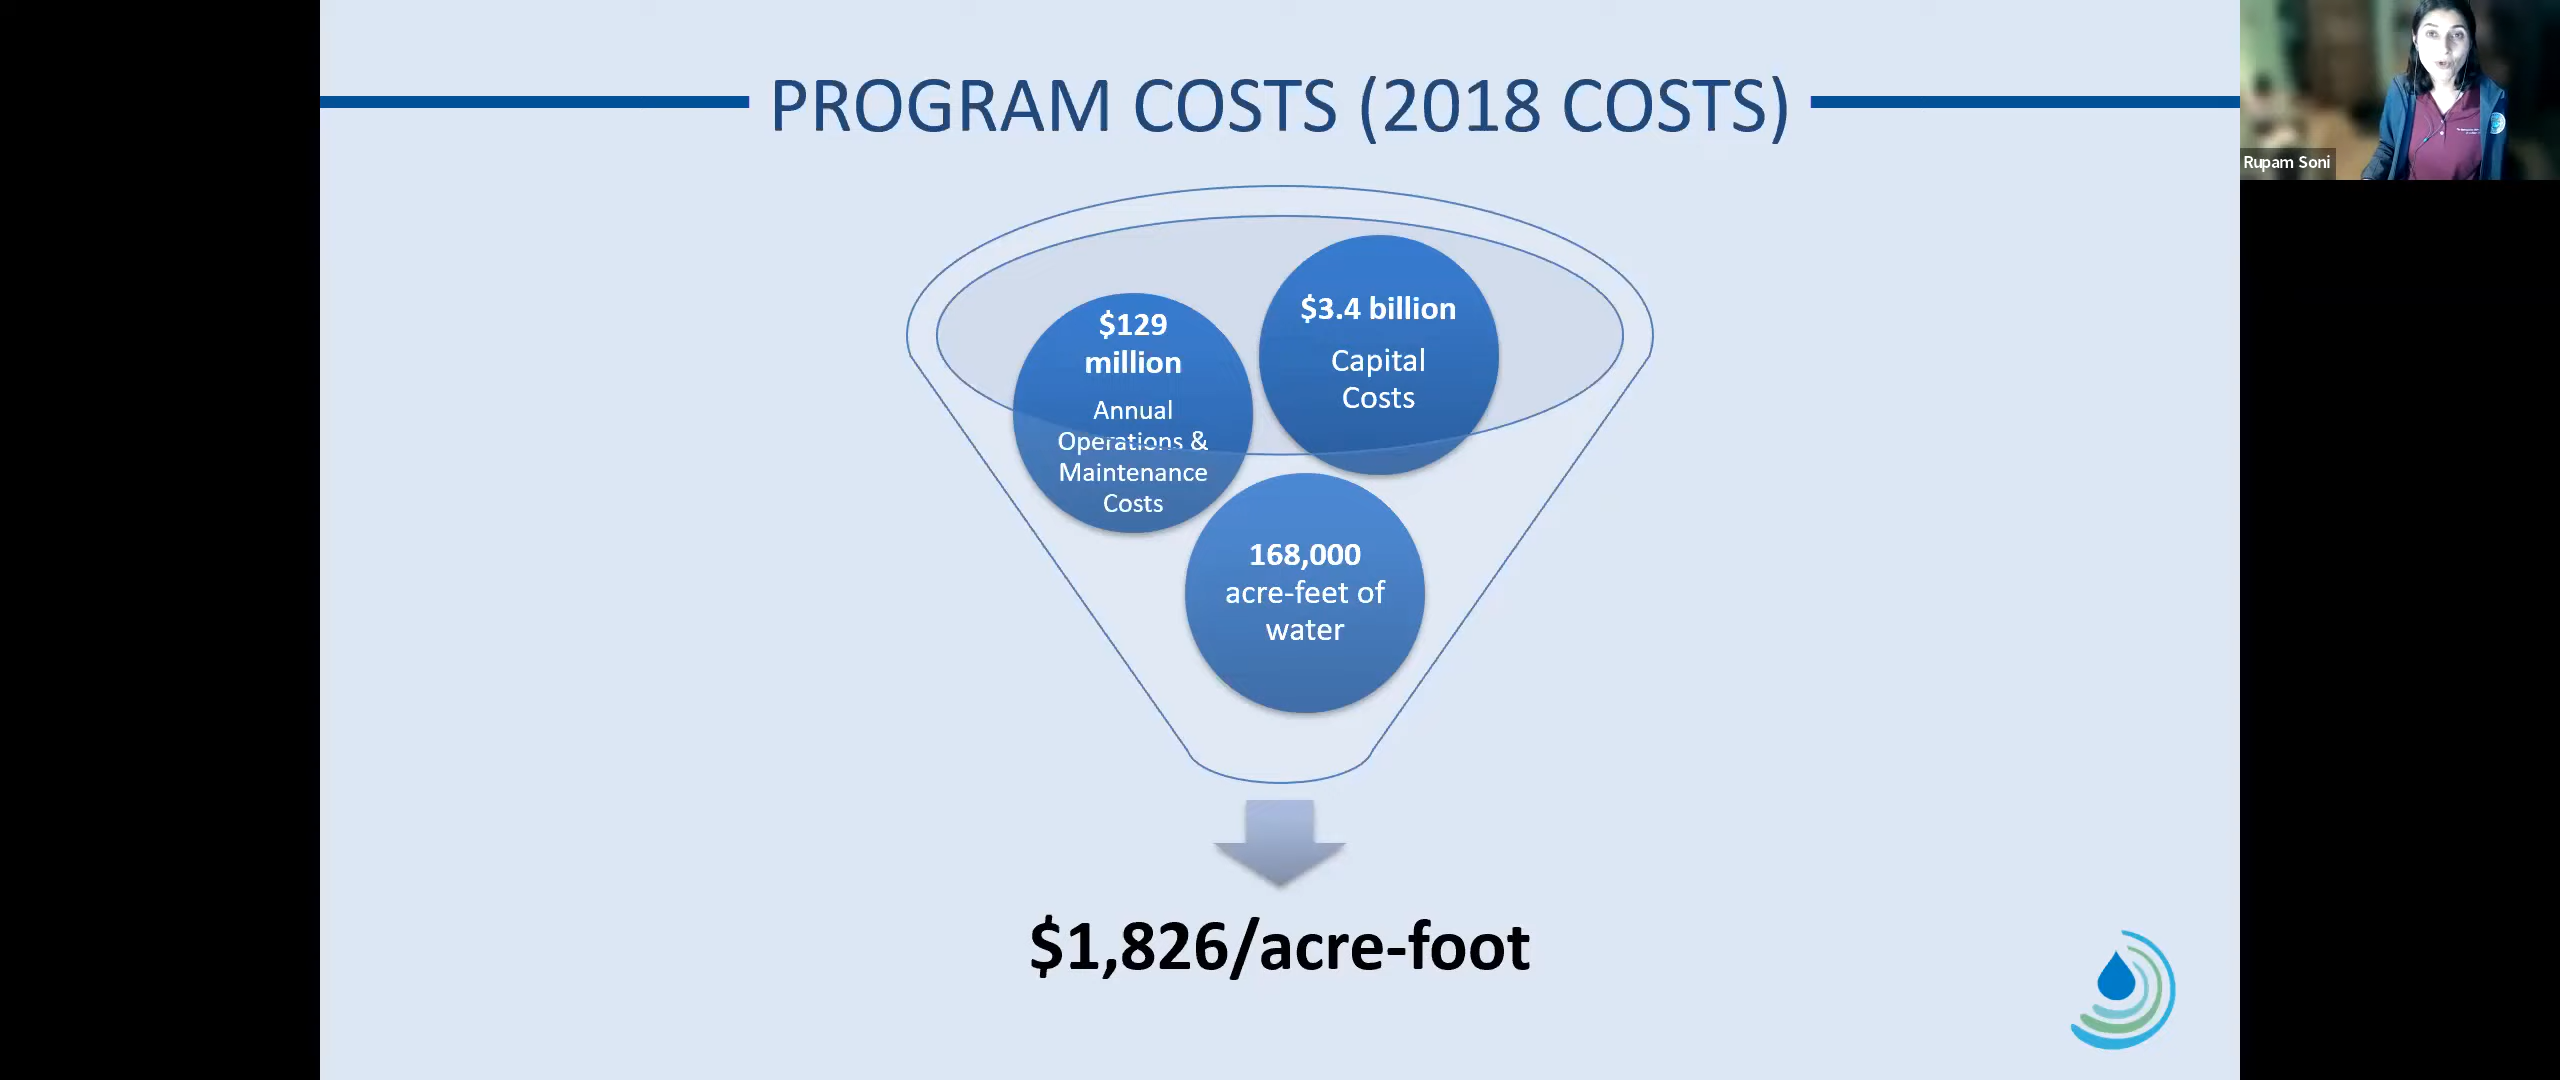 PROGRAM COSTS (2018 COSTS)
Rupam Soni
$129
million
Annual
Operations &
Maintenance
Costs
$3.4 billion
Capital
Costs
168,000
acre-feet of
water
$1,826/acre-foot